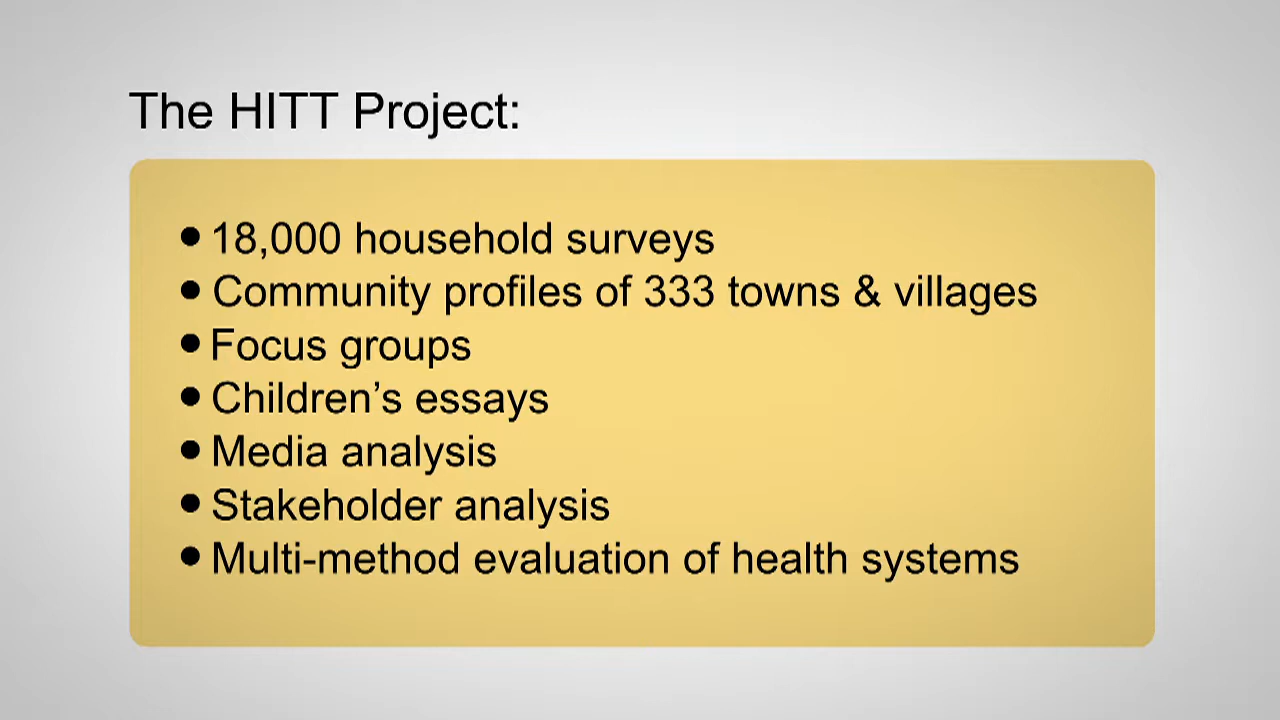 The HITT Project:
● 18,000 household surveys
● Community profiles of 333 towns & villages
● Focus groups
● Children’s essays
● Media analysis
● Stakeholder analysis
● Multi-method evaluation of health systems